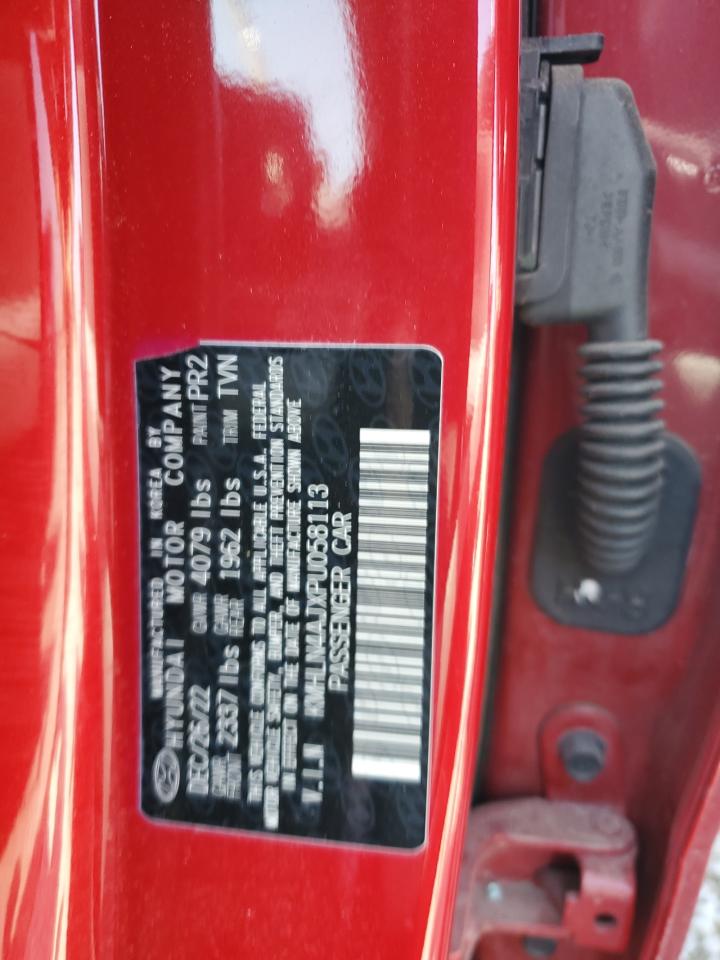 MANUFACTURED IN KOREA BY
HYUNDAI MOTOR COMPANY
DEC/26/22 GVWR 4079 lbs PAINT PR2
GAWR FRONT 2337 lbs GAWR REAR 1962 lbs TRIM TVN
THIS VEHICLE CONFORMS TO ALL APPLICABLE U.S.A. FEDERAL
MOTOR VEHICLE SAFETY, BUMPER, AND THEFT PREVENTION STANDARDS
IN EFFECT ON THE DATE OF MANUFACTURE SHOWN ABOVE
V.I.N KMHLM4AJXPU058113
PASSENGER CAR